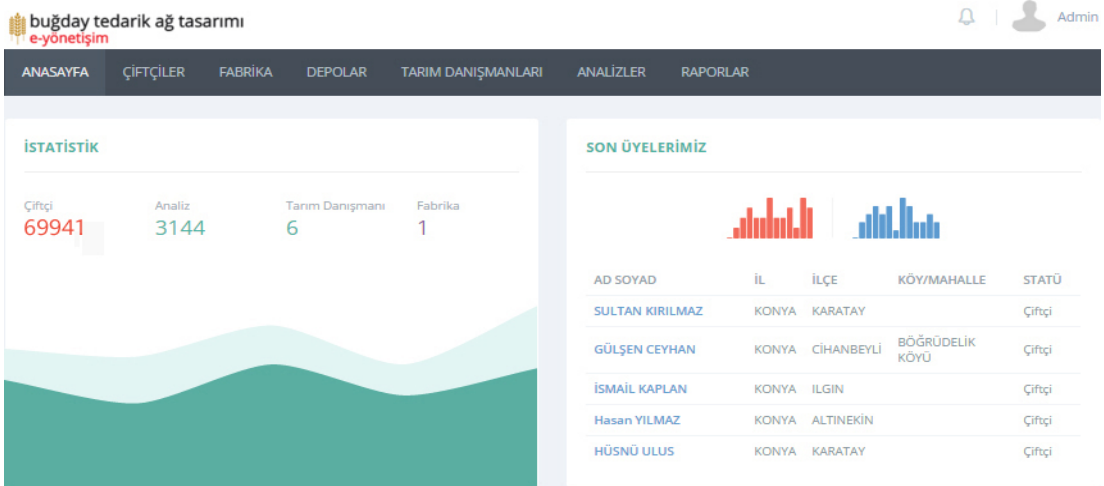 buğday tedarik ağ tasarımı
e-yönetişim
Admin
ANASAYFA ÇİFTÇİLER FABRİKA DEPOLAR TARIM DANIŞMANLARI ANALİZLER RAPORLAR
İSTATİSTİK
Çiftçi Analiz Tarım Danışmanı Fabrika
69941 3144 6 1
SON ÜYELERİMİZ
AD SOYAD İL İLÇE KÖY/MAHALLE STATÜ
SULTAN KIRILMAZ KONYA KARATAY Çiftçi
GÜLŞEN CEYHAN KONYA CİHANBEYLİ BÖĞRÜDELİK KÖYÜ Çiftçi
İSMAİL KAPLAN KONYA ILGIN Çiftçi
Hasan YILMAZ KONYA ALTINEKİN Çiftçi
HÜSNÜ ULUS KONYA KARATAY Çiftçi